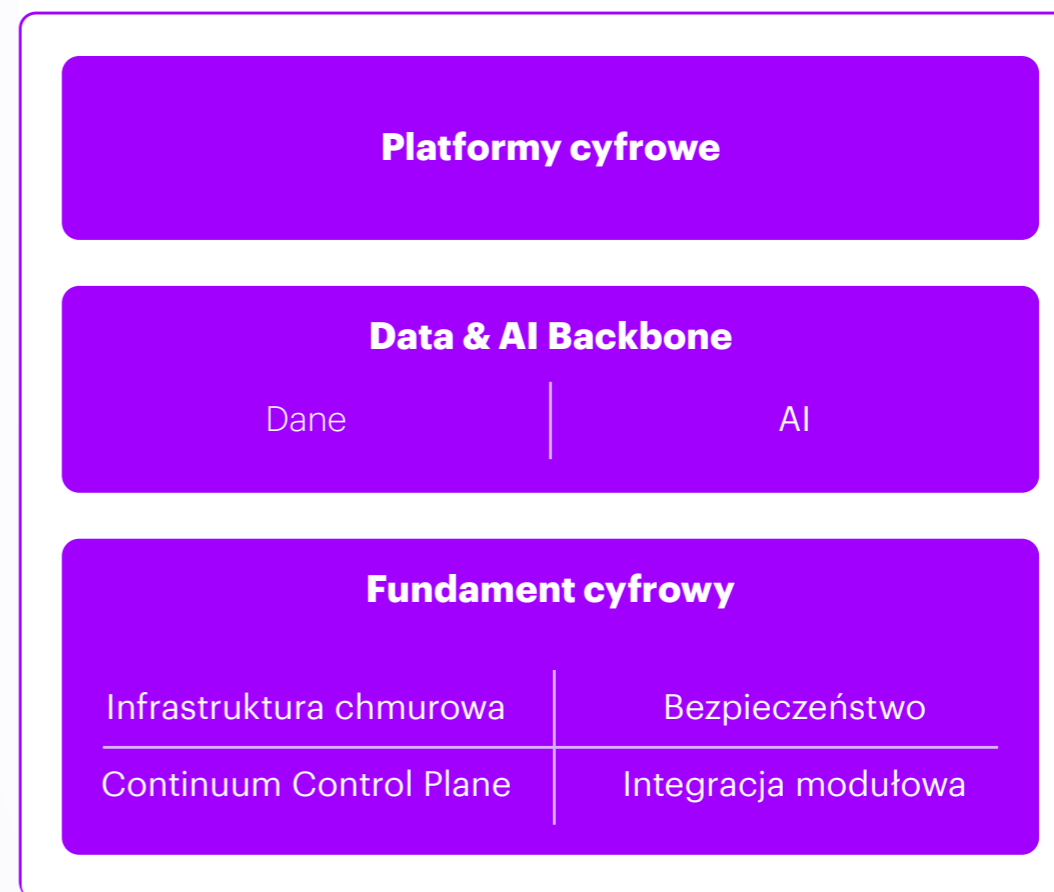 Platformy cyfrowe
Data & AI Backbone
Dane
AI
Fundament cyfrowy
Infrastruktura chmurowa
Bezpieczeństwo
Continuum Control Plane
Integracja modułowa